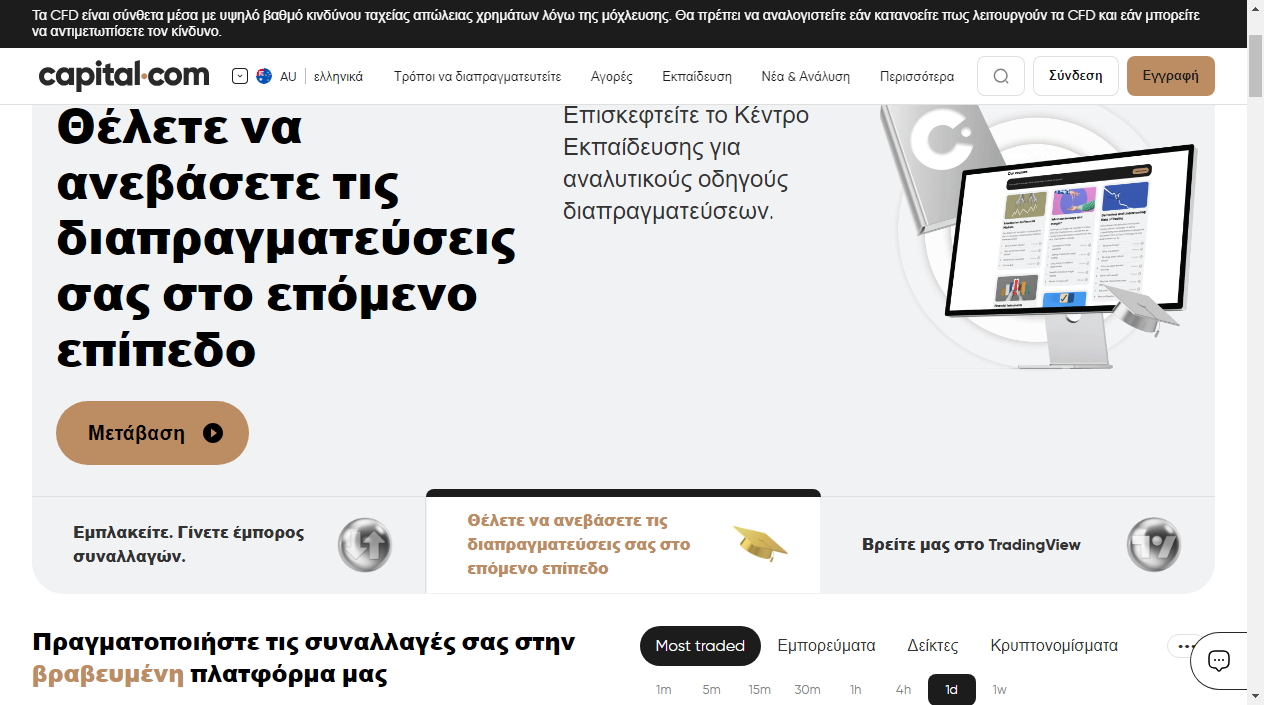 Τα CFD είναι σύνθετα μέσα με υψηλό βαθμό κινδύνου ταχείας απώλειας χρημάτων λόγω της μόχλευσης. Θα πρέπει να αναλογιστείτε εάν κατανοείτε πως λειτουργούν τα CFD και εάν μπορείτε
να αντιμετωπίσετε τον κίνδυνο.
capital.com AU ελληνικά Τρόποι να διαπραγματευτείτε Αγορές Εκπαίδευση Νέα & Ανάλυση Περισσότερα Σύνδεση Εγγραφή
Θέλετε να
ανεβάσετε τις
διαπραγματεύσεις
σας στο επόμενο
επίπεδο
Επισκεφτείτε το Κέντρο
Εκπαίδευσης για
αναλυτικούς οδηγούς
διαπραγματεύσεων.
Μετάβαση
Εμπλακείτε. Γίνετε έμπορος
συναλλαγών.
Θέλετε να ανεβάσετε τις
διαπραγματεύσεις σας στο
επόμενο επίπεδο
Βρείτε μας στο TradingView
Πραγματοποιήστε τις συναλλαγές σας στην
βραβευμένη πλατφόρμα μας
Most traded Εμπορεύματα Δείκτες Κρυπτονομίσματα
1m 5m 15m 30m 1h 4h 1d 1w